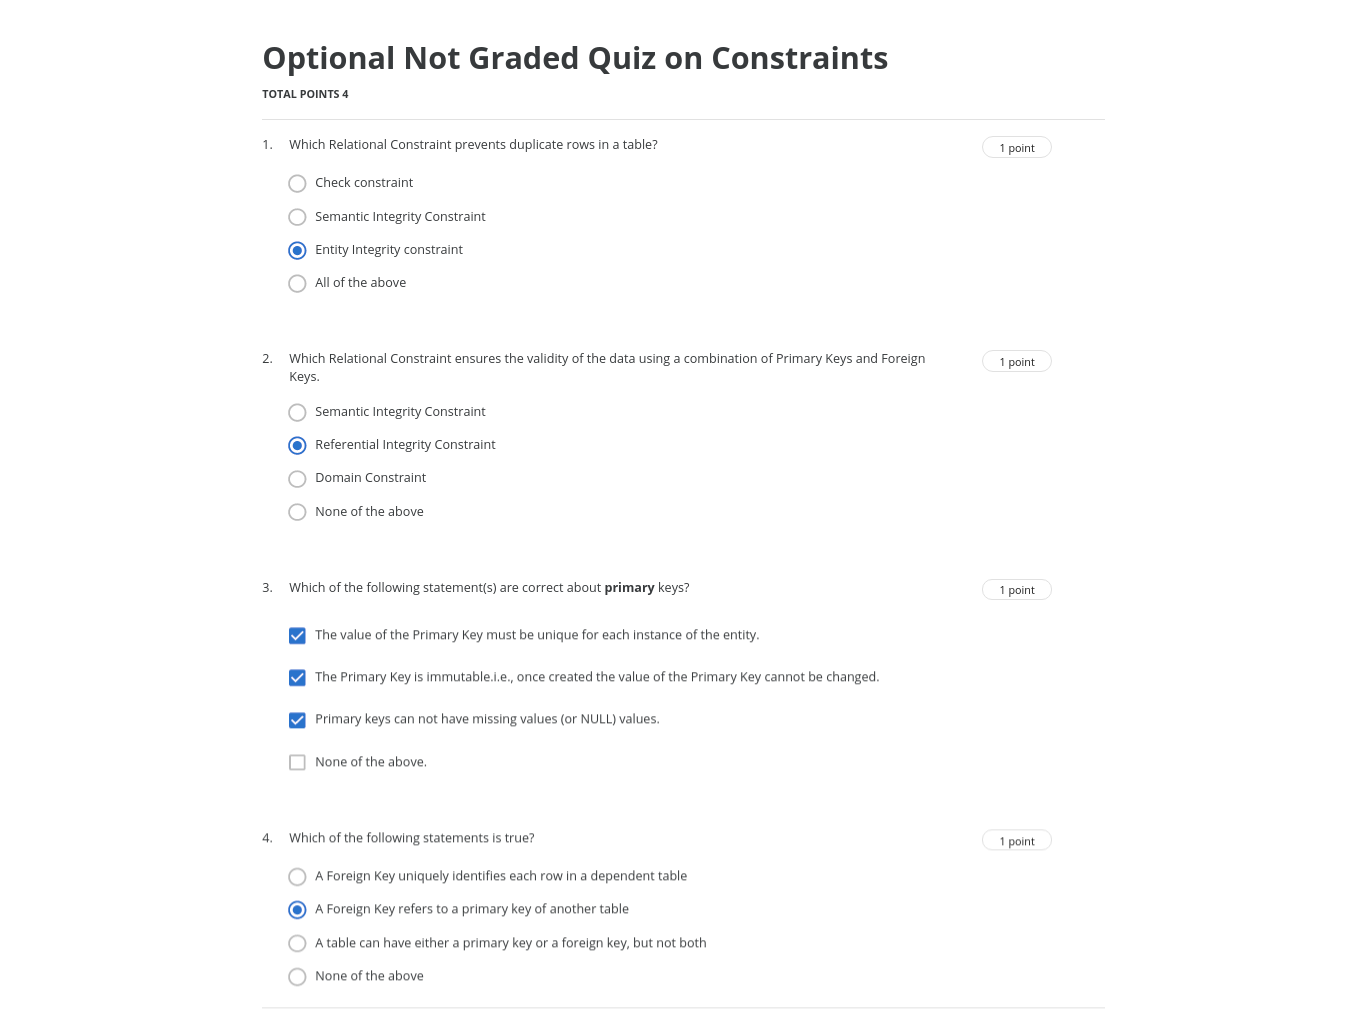 Optional Not Graded Quiz on Constraints
TOTAL POINTS 4
1. Which Relational Constraint prevents duplicate rows in a table? 1 point
Check constraint
Semantic Integrity Constraint
Entity Integrity constraint
All of the above
2. Which Relational Constraint ensures the validity of the data using a combination of Primary Keys and Foreign 1 point
Keys.
Semantic Integrity Constraint
Referential Integrity Constraint
Domain Constraint
None of the above
3. Which of the following statement(s) are correct about primary keys? 1 point
The value of the Primary Key must be unique for each instance of the entity.
The Primary Key is immutable.i.e., once created the value of the Primary Key cannot be changed.
Primary keys can not have missing values (or NULL) values.
None of the above.
4. Which of the following statements is true? 1 point
A Foreign Key uniquely identifies each row in a dependent table
A Foreign Key refers to a primary key of another table
A table can have either a primary key or a foreign key, but not both
None of the above